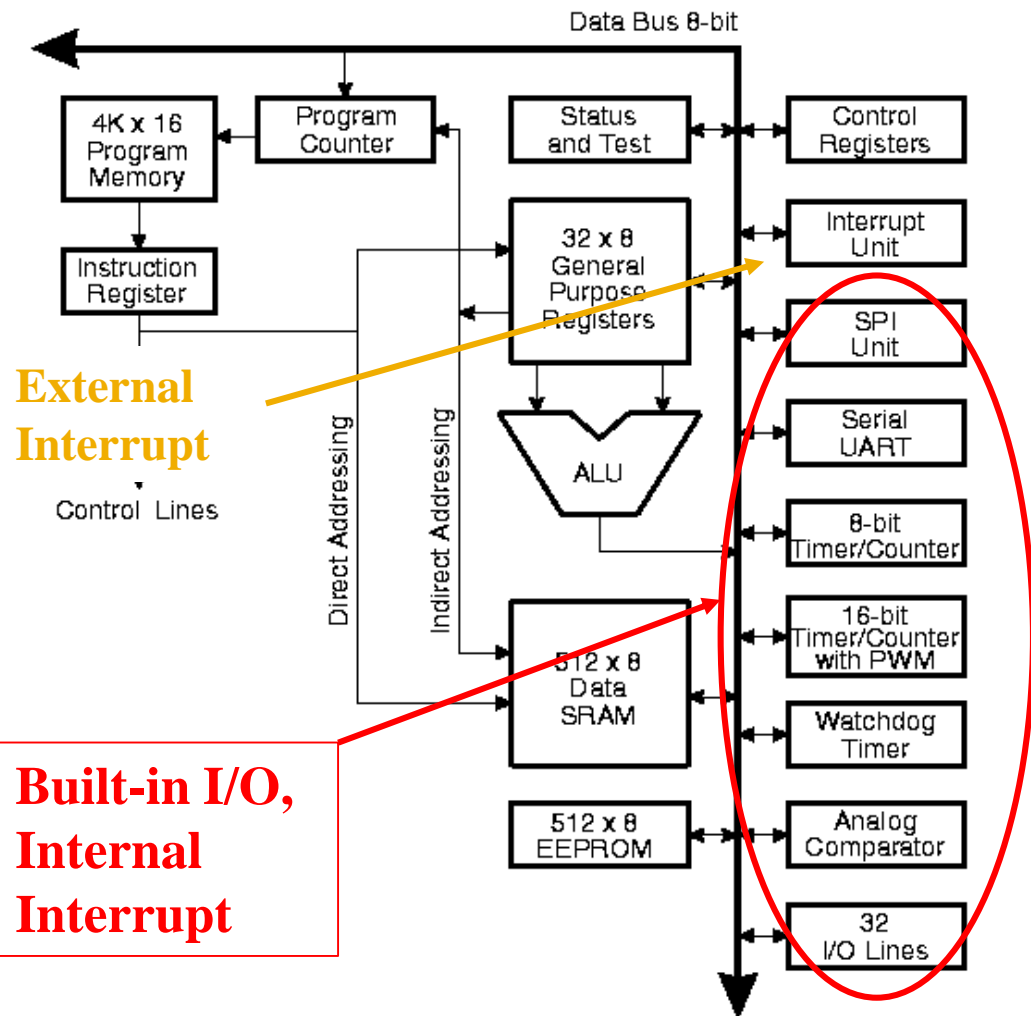 Data Bus 8-bit
4K x 16
Program
Memory
Program
Counter
Status
and Test
Control
Registers
Instruction
Register
32 x 8
General
Purpose
Registers
Interrupt
Unit
SPI
Unit
External
Interrupt
Control Lines
Direct Addressing
Indirect Addressing
ALU
Serial
UART
8-bit
Timer/Counter
16-bit
Timer/Counter
with PWM
512 x 8
Data
SRAM
Watchdog
Timer
Built-in I/O,
Internal
Interrupt
512 x 8
EEPROM
Analog
Comparator
32
I/O Lines